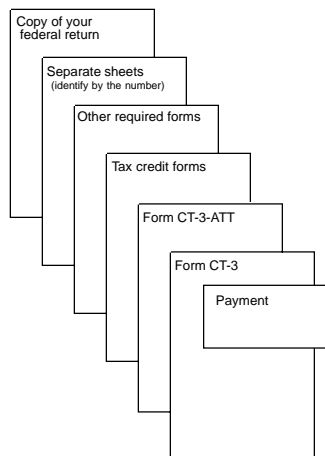 Copy of your
federal return
Separate sheets
(identify by the number)
Other required forms
Tax credit forms
Form CT-3-ATT
Form CT-3
Payment